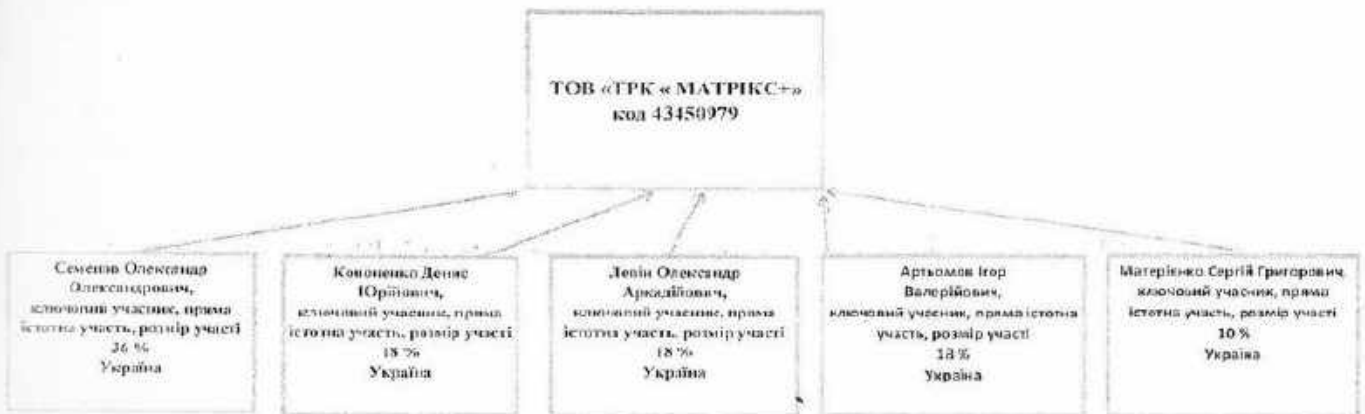 ТОВ «ТРК « МАТРІКС+»
код 43450979
Семенов Олександр
Олександрович,
ключовий учасник, пряма
істотна участь, розмір участі
36 %
Україна
Кононенко Денис
Юрійович,
ключовий учасник, пряма
істотна участь, розмір участі
18 %
Україна
Левін Олександр
Аркадійович,
ключовий учасник, пряма
істотна участь, розмір участі
18 %
Україна
Артьомов Ігор
Валерійович,
ключовий учасник, пряма істотна
участь, розмір участі
18 %
Україна
Матерієнко Сергій Григорович,
ключовий учасник, пряма
істотна участь, розмір участі
10 %
Україна